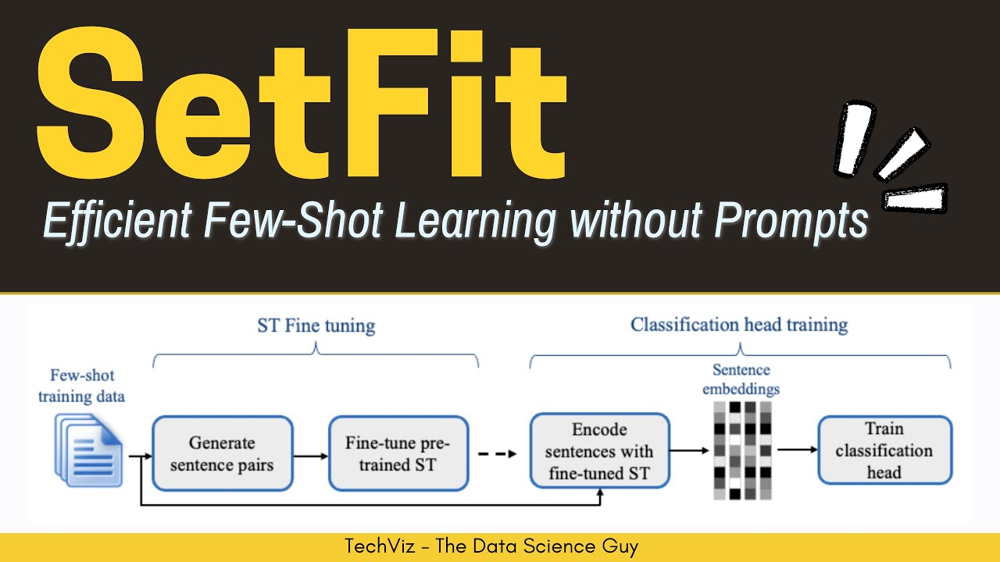 SetFit
Efficient Few-Shot Learning without Prompts
ST Fine tuning
Classification head training
Few-shot
training data
Generate
sentence pairs
Fine-tune pre-
trained ST
Encode
sentences with
fine-tuned ST
Sentence
embeddings
Train
classification
head
TechViz - The Data Science Guy